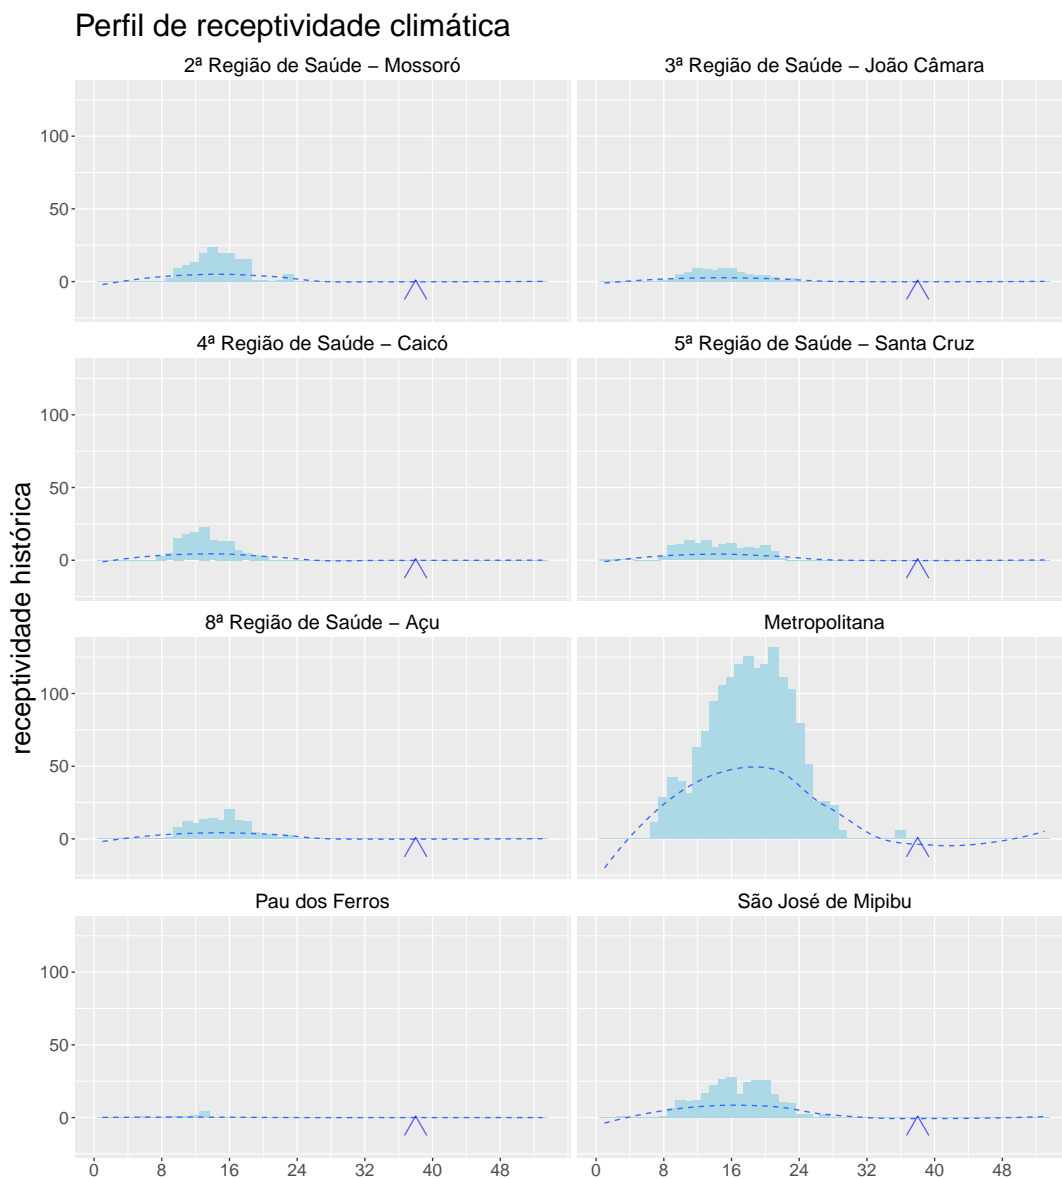 Perfil de receptividade climática
2ª Região de Saúde − Mossoró
3ª Região de Saúde − João Câmara
100
50
0
4ª Região de Saúde − Caicó
5ª Região de Saúde − Santa Cruz
100
50
0
receptividade histórica
8ª Região de Saúde − Açu
Metropolitana
100
50
0
Pau dos Ferros
São José de Mipibu
100
50
0
0 8 16 24 32 40 48
0 8 16 24 32 40 48